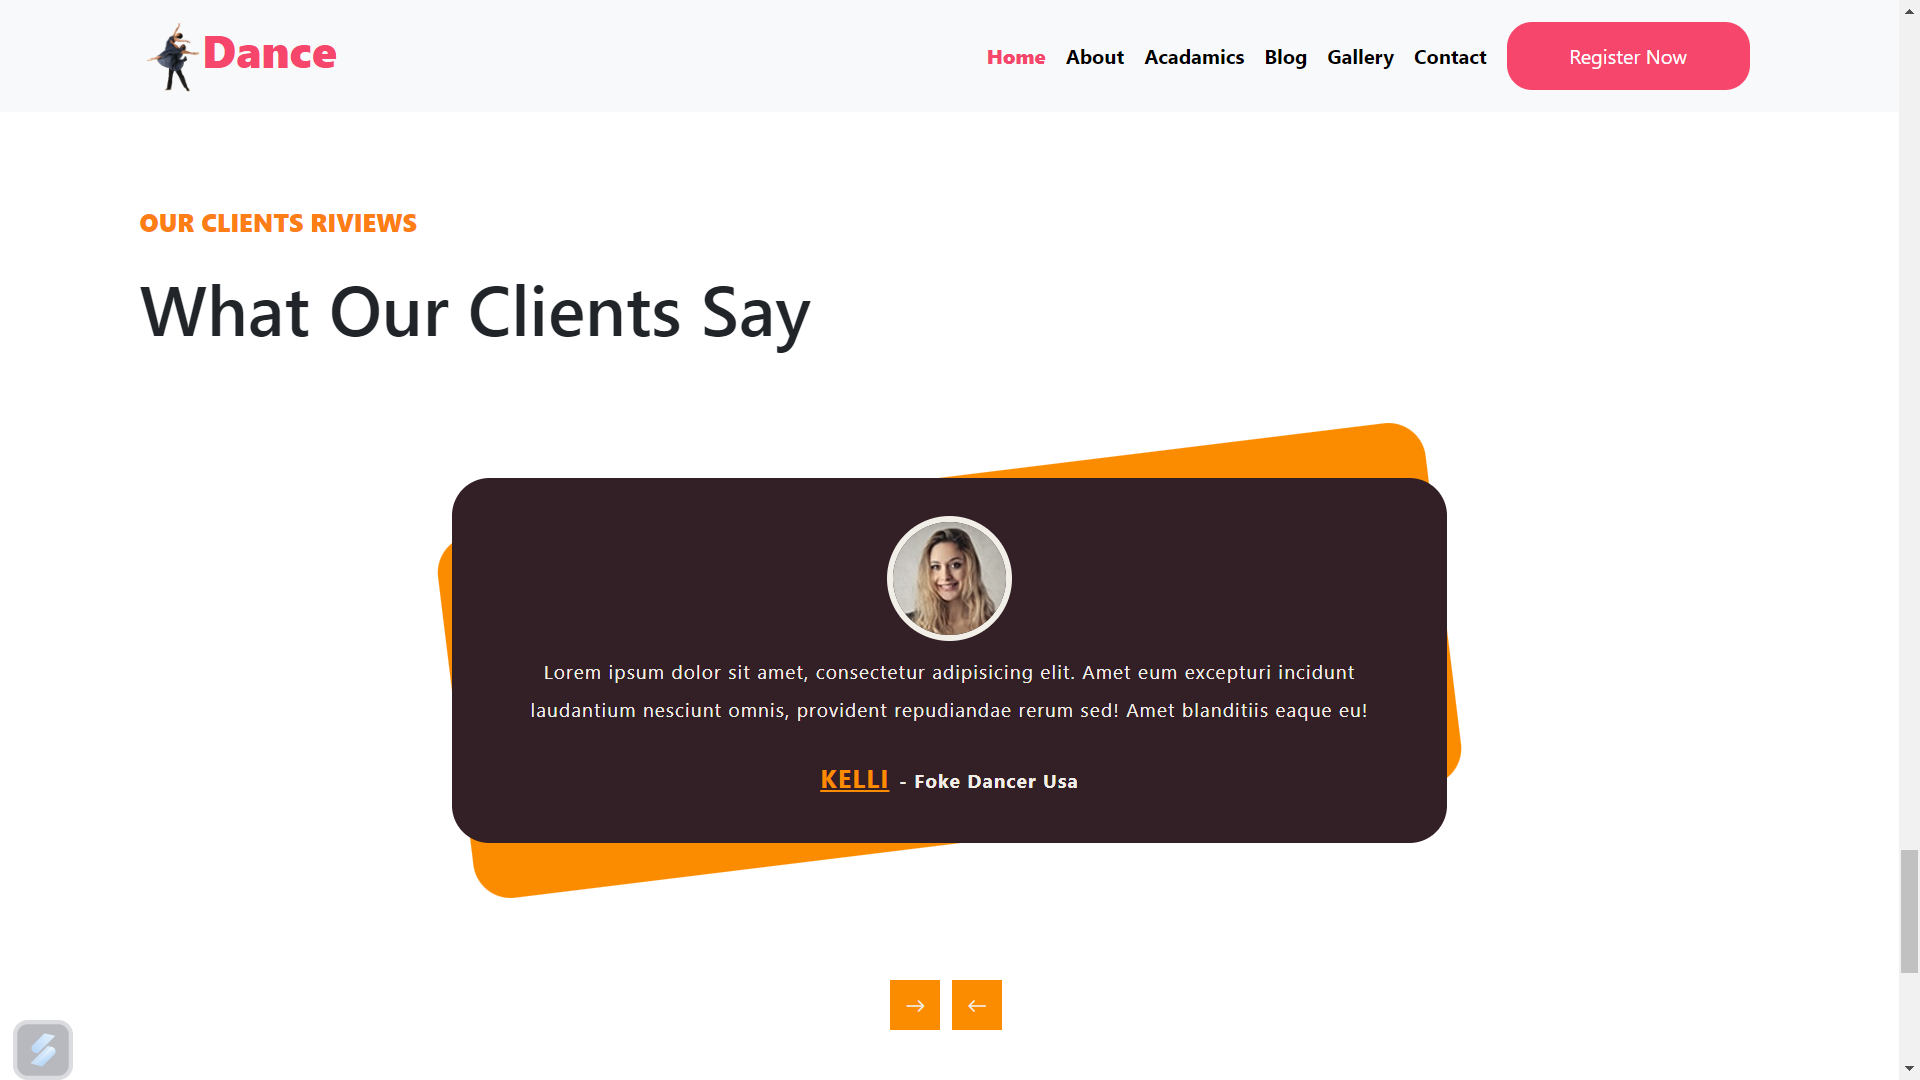 Dance
Home About Acadamics Blog Gallery Contact Register Now
OUR CLIENTS RIVIEWS
What Our Clients Say
Lorem ipsum dolor sit amet, consectetur adipisicing elit. Amet eum excepturi incidunt
laudantium nesciunt omnis, provident repudiandae rerum sed! Amet blanditiis eaque eu!
KELLI - Foke Dancer Usa